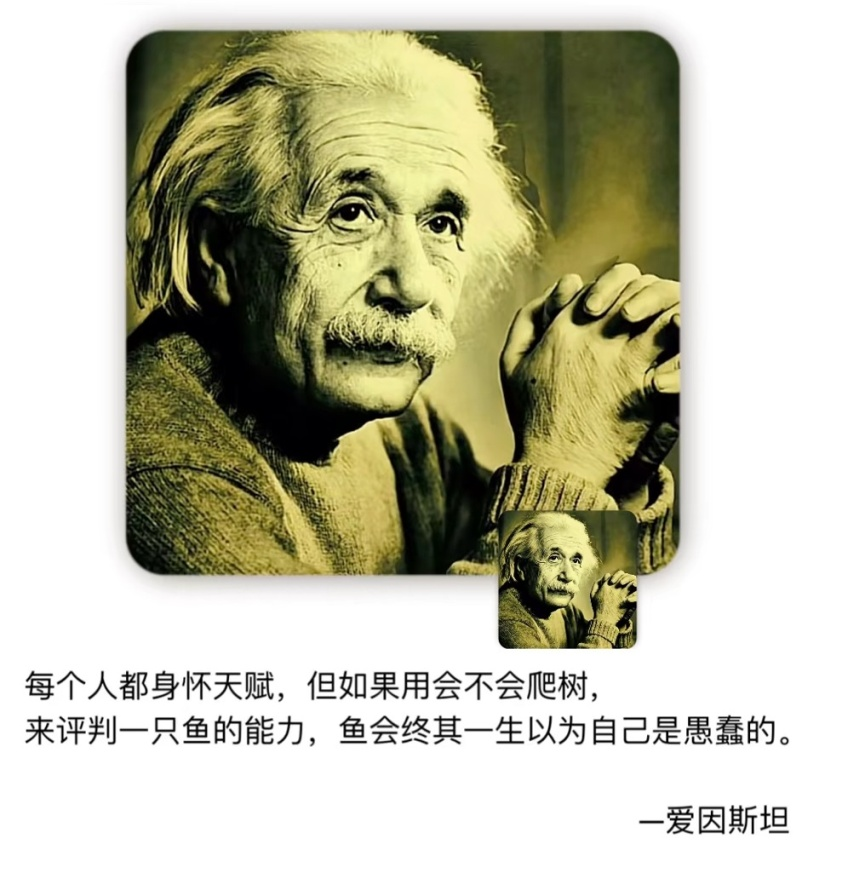 每个人都身怀天赋，但如果用会不会爬树，
来评判一只鱼的能力，鱼会终其一生以为自己是愚蠢的。
—爱因斯坦